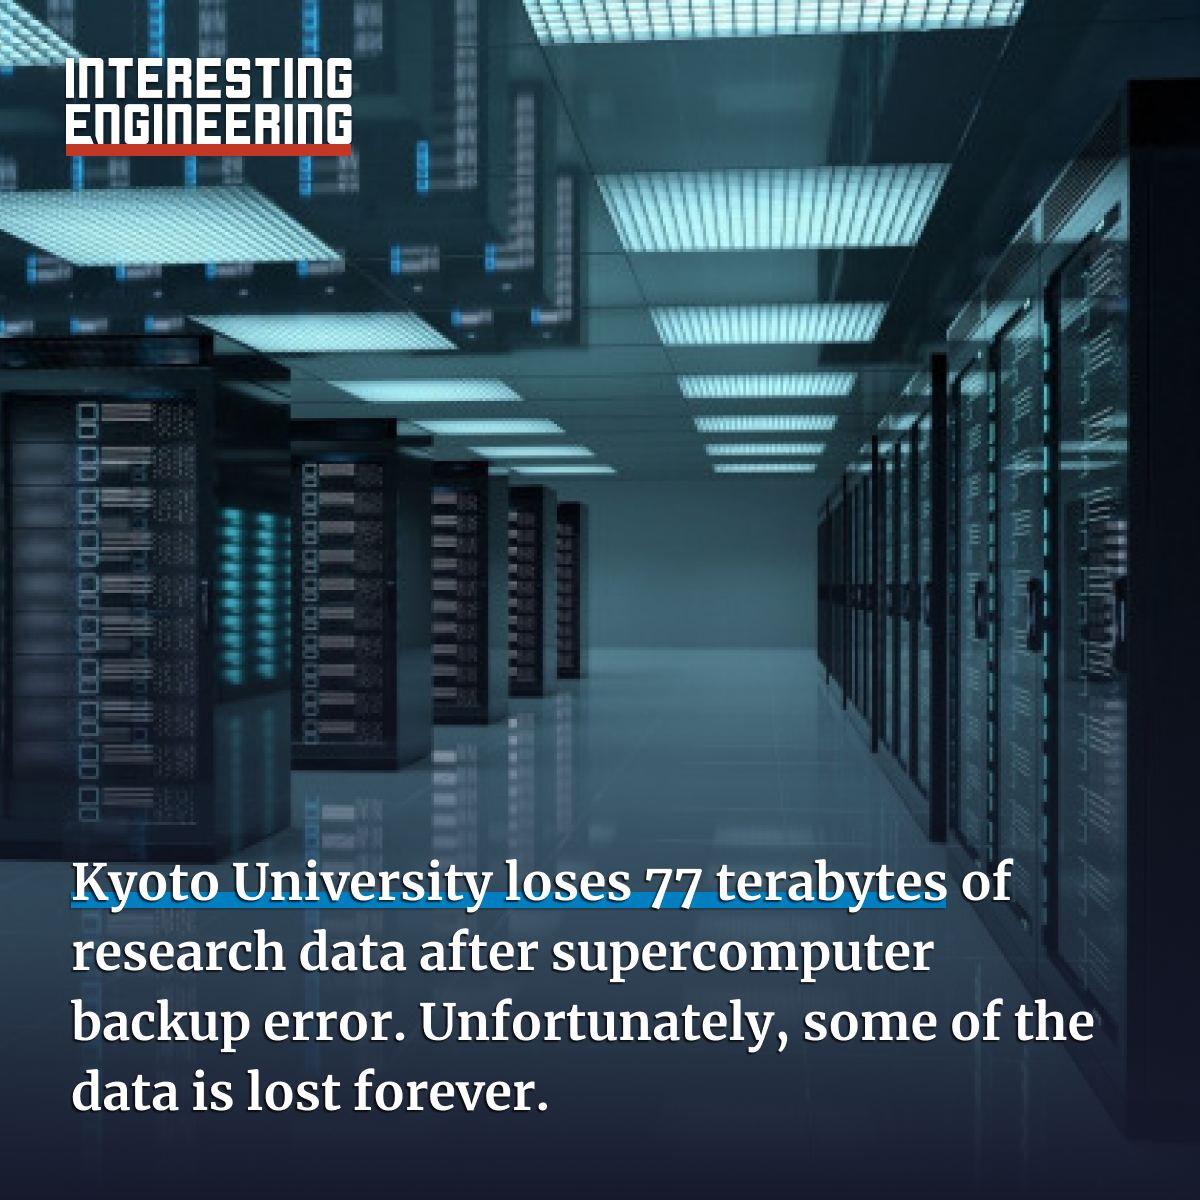 INTERESTING
ENGINEERING
Kyoto University loses 77 terabytes of
research data after supercomputer
backup error. Unfortunately, some of the
data is lost forever.